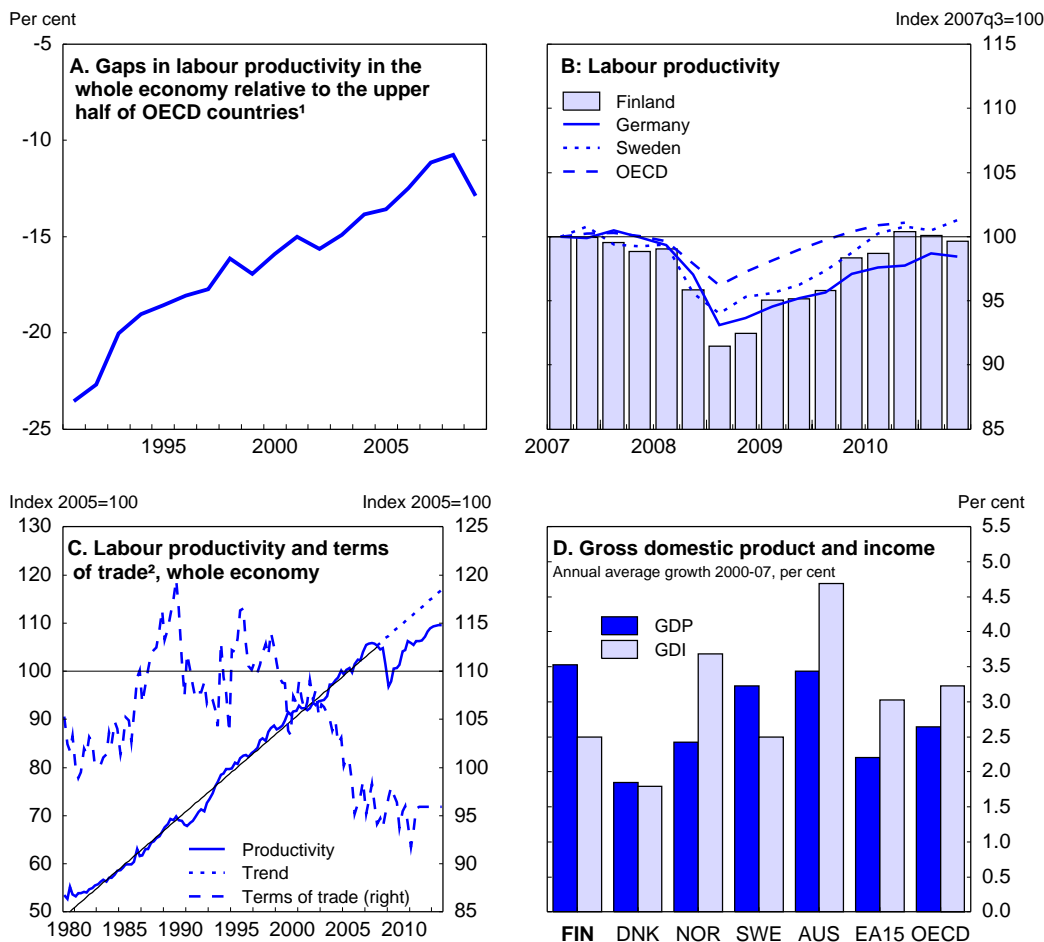 Per cent
-5
-10
-15
-20
-25
A. Gaps in labour productivity in the
whole economy relative to the upper
half of OECD countries¹
1995
2000
2005
Index 2007q3=100
115
110
105
100
95
90
85
B: Labour productivity
Finland
Germany
Sweden
OECD
2007
2008
2009
2010
Index 2005=100
Index 2005=100
130
120
110
100
90
80
70
60
50
125
120
115
110
105
100
95
90
85
C. Labour productivity and terms
of trade², whole economy
Productivity
Trend
Terms of trade (right)
1980
1985
1990
1995
2000
2005
2010
Per cent
5.5
5.0
4.5
4.0
3.5
3.0
2.5
2.0
1.5
1.0
0.5
0.0
D. Gross domestic product and income
Annual average growth 2000-07, per cent
GDP
GDI
FIN
DNK
NOR
SWE
AUS
EA15
OECD